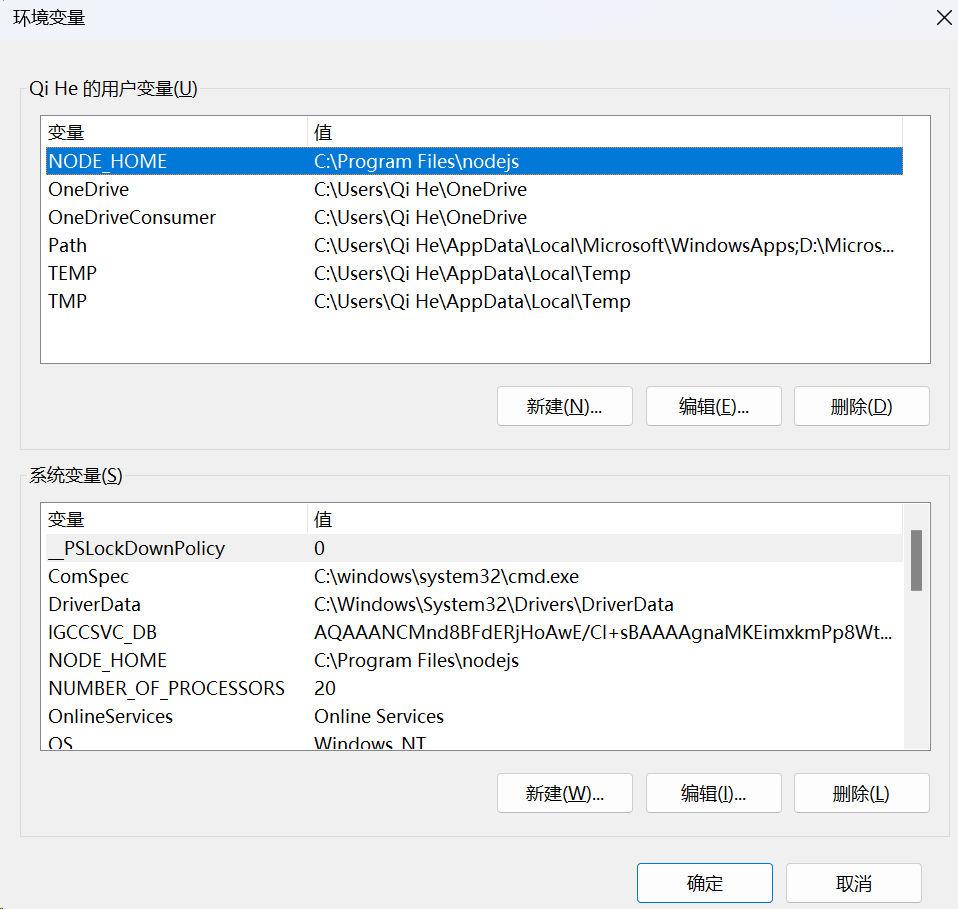 环境变量
Qi He 的用户变量(U)
变量 值
NODE_HOME C:\Program Files\nodejs
OneDrive C:\Users\Qi He\OneDrive
OneDriveConsumer C:\Users\Qi He\OneDrive
Path C:\Users\Qi He\AppData\Local\Microsoft\WindowsApps;D:\Micros...
TEMP C:\Users\Qi He\AppData\Local\Temp
TMP C:\Users\Qi He\AppData\Local\Temp
新建(N)... 编辑(E)... 删除(D)
系统变量(S)
变量 值
__PSLockDownPolicy 0
ComSpec C:\windows\system32\cmd.exe
DriverData C:\Windows\System32\Drivers\DriverData
IGCCSVC_DB AQAAANCMnd8BFdERjHoAwE/Cl+sBAAAAgnaMKEimxkmPp8Wt...
NODE_HOME C:\Program Files\nodejs
NUMBER_OF_PROCESSORS 20
OnlineServices Online Services
OS Windows_NT
新建(W)... 编辑(I)... 删除(L)
确定 取消